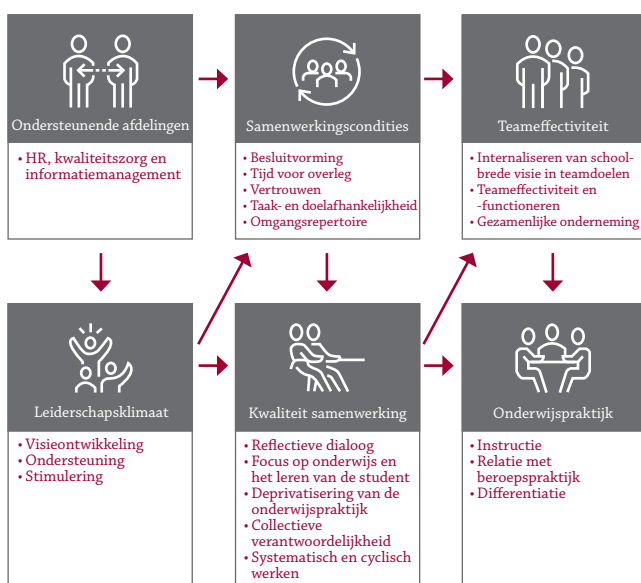 Ondersteunende afdelingen
• HR, kwaliteitszorg en
informatiemanagement
Samenwerkingscondities
• Besluitvorming
• Tijd voor overleg
• Vertrouwen
• Taak- en doelafhankelijkheid
• Omgangsrepertoire
Teameffectiviteit
• Internaliseren van school-
brede visie in teamdoelen
• Teameffectiviteit en
-functioneren
• Gezamenlijke onderneming
Leiderschapsklimaat
• Visieontwikkeling
• Ondersteuning
• Stimulering
Kwaliteit samenwerking
• Reflectieve dialoog
• Focus op onderwijs en
het leren van de student
• Deprivatisering van de
onderwijspraktijk
• Collectieve
verantwoordelijkheid
• Systematisch en cyclisch
werken
Onderwijspraktijk
• Instructie
• Relatie met
beroepspraktijk
• Differentiatie